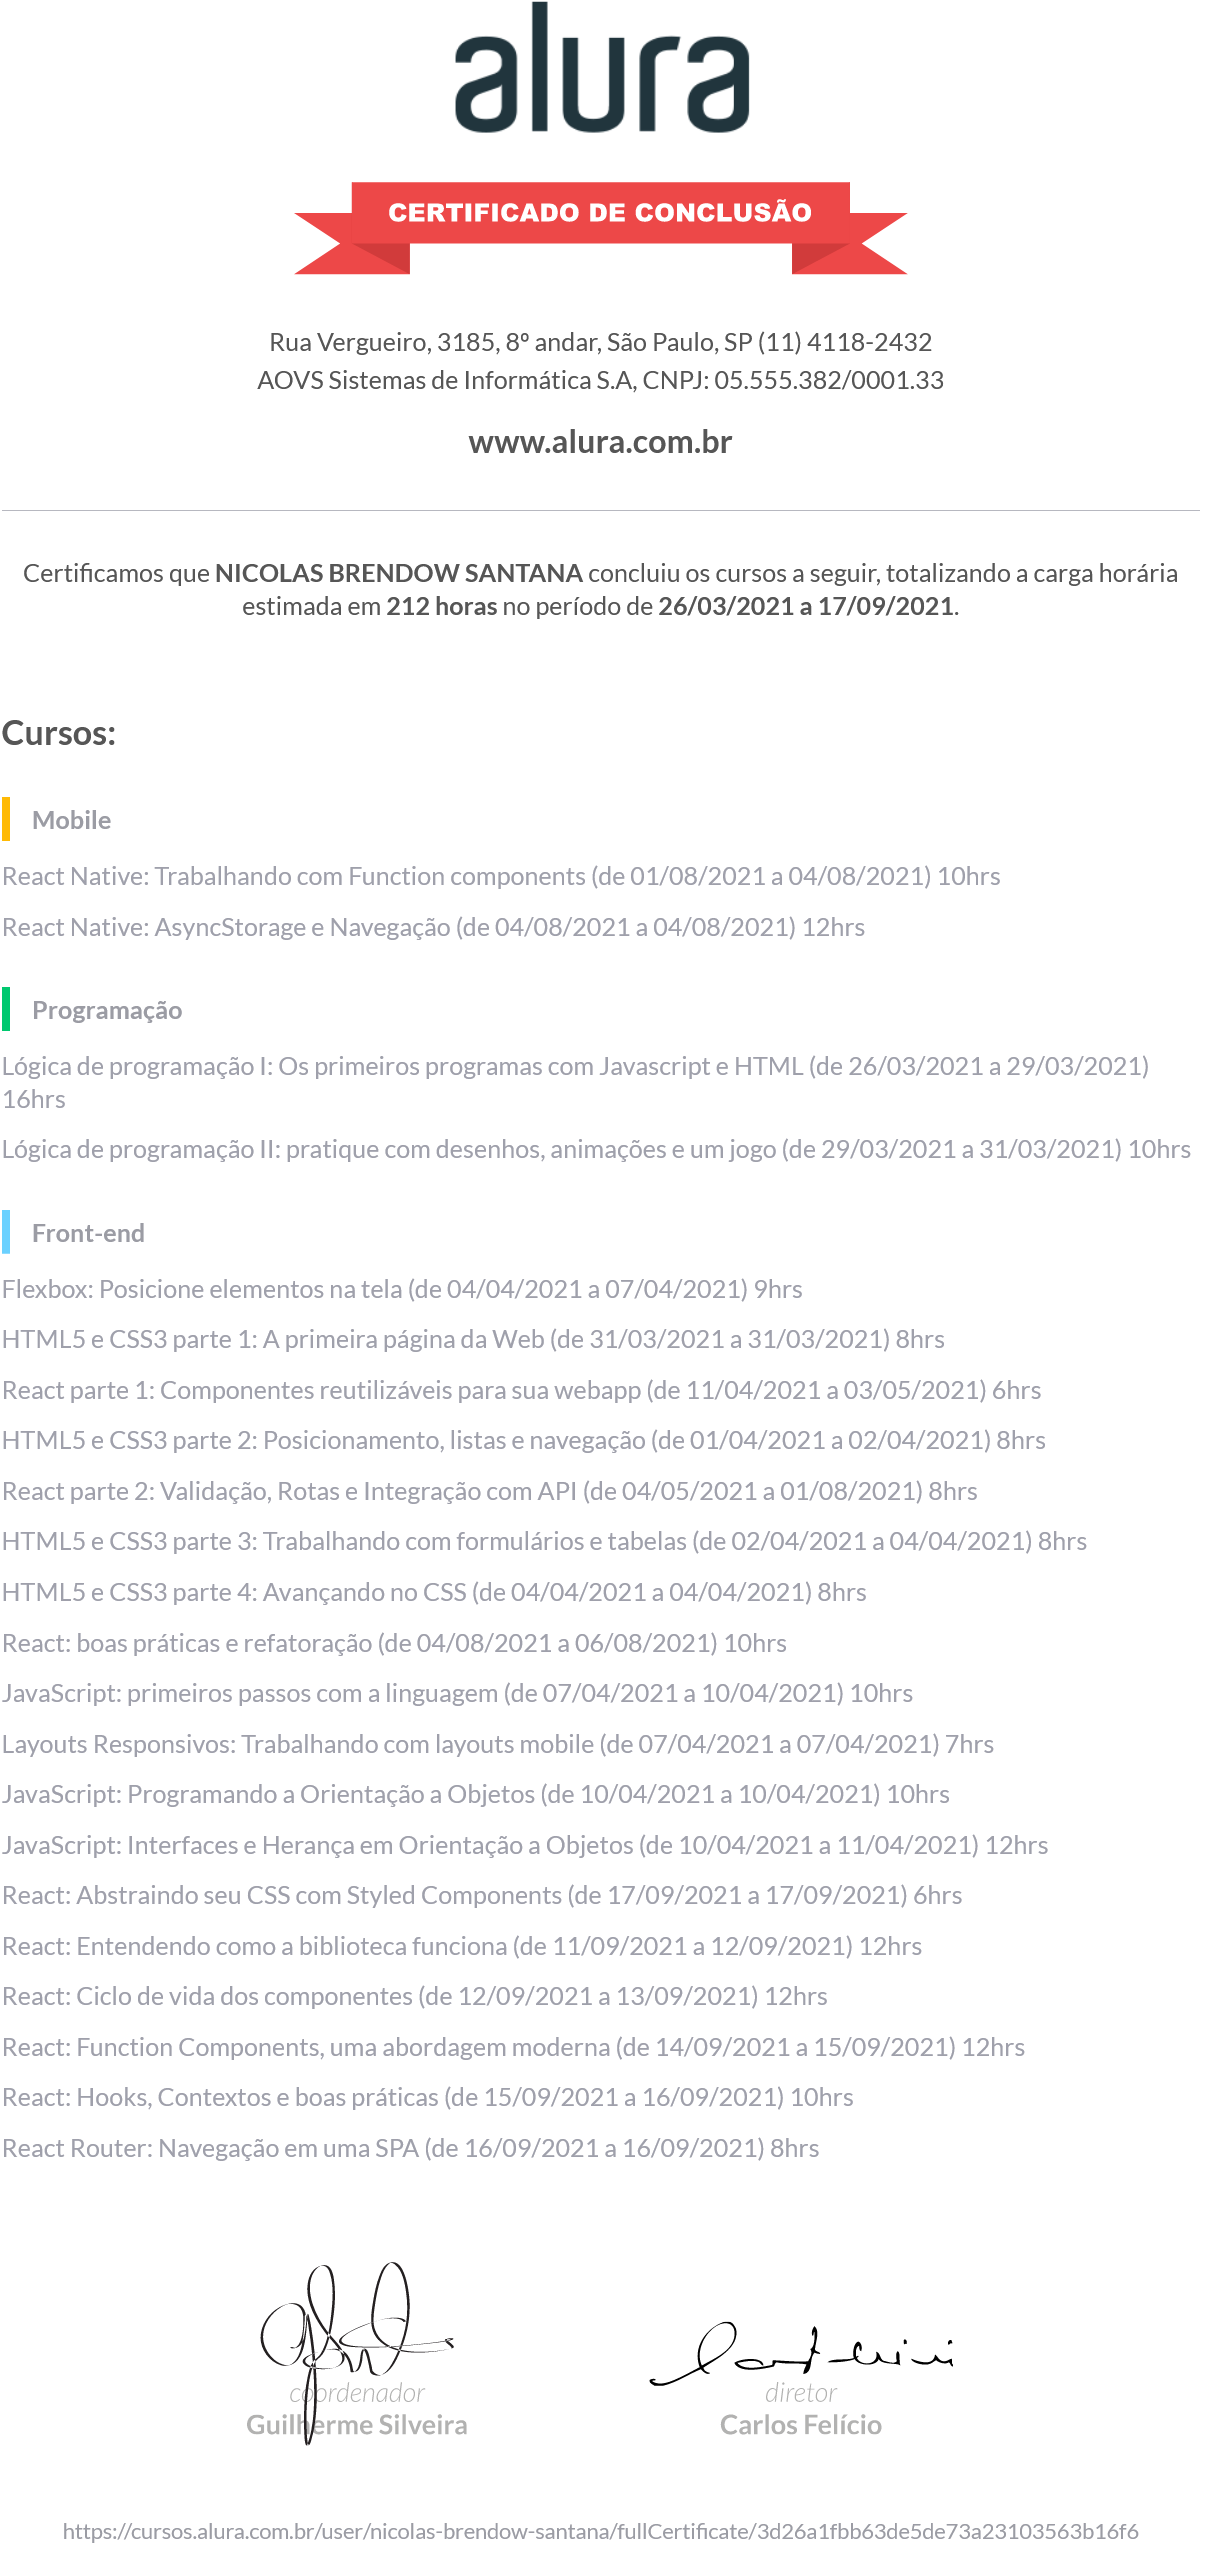 alura
CERTIFICADO DE CONCLUSÃO
Rua Vergueiro, 3185, 8º andar, São Paulo, SP (11) 4118-2432
AOVS Sistemas de Informática S.A, CNPJ: 05.555.382/0001.33
www.alura.com.br
Certificamos que NICOLAS BRENDOW SANTANA concluiu os cursos a seguir, totalizando a carga horária
estimada em 212 horas no período de 26/03/2021 a 17/09/2021.
Cursos:
Mobile
React Native: Trabalhando com Function components (de 01/08/2021 a 04/08/2021) 10hrs
React Native: AsyncStorage e Navegação (de 04/08/2021 a 04/08/2021) 12hrs
Programação
Lógica de programação I: Os primeiros programas com Javascript e HTML (de 26/03/2021 a 29/03/2021)
16hrs
Lógica de programação II: pratique com desenhos, animações e um jogo (de 29/03/2021 a 31/03/2021) 10hrs
Front-end
Flexbox: Posicione elementos na tela (de 04/04/2021 a 07/04/2021) 9hrs
HTML5 e CSS3 parte 1: A primeira página da Web (de 31/03/2021 a 31/03/2021) 8hrs
React parte 1: Componentes reutilizáveis para sua webapp (de 11/04/2021 a 03/05/2021) 6hrs
HTML5 e CSS3 parte 2: Posicionamento, listas e navegação (de 01/04/2021 a 02/04/2021) 8hrs
React parte 2: Validação, Rotas e Integração com API (de 04/05/2021 a 01/08/2021) 8hrs
HTML5 e CSS3 parte 3: Trabalhando com formulários e tabelas (de 02/04/2021 a 04/04/2021) 8hrs
HTML5 e CSS3 parte 4: Avançando no CSS (de 04/04/2021 a 04/04/2021) 8hrs
React: boas práticas e refatoração (de 04/08/2021 a 06/08/2021) 10hrs
JavaScript: primeiros passos com a linguagem (de 07/04/2021 a 10/04/2021) 10hrs
Layouts Responsivos: Trabalhando com layouts mobile (de 07/04/2021 a 07/04/2021) 7hrs
JavaScript: Programando a Orientação a Objetos (de 10/04/2021 a 10/04/2021) 10hrs
JavaScript: Interfaces e Herança em Orientação a Objetos (de 10/04/2021 a 11/04/2021) 12hrs
React: Abstraindo seu CSS com Styled Components (de 17/09/2021 a 17/09/2021) 6hrs
React: Entendendo como a biblioteca funciona (de 11/09/2021 a 12/09/2021) 12hrs
React: Ciclo de vida dos componentes (de 12/09/2021 a 13/09/2021) 12hrs
React: Function Components, uma abordagem moderna (de 14/09/2021 a 15/09/2021) 12hrs
React: Hooks, Contextos e boas práticas (de 15/09/2021 a 16/09/2021) 10hrs
React Router: Navegação em uma SPA (de 16/09/2021 a 16/09/2021) 8hrs
coordenador
Guilherme Silveira
diretor
Carlos Felício
https://cursos.alura.com.br/user/nicolas-brendow-santana/fullCertificate/3d26a1fbb63de5de73a23103563b16f6